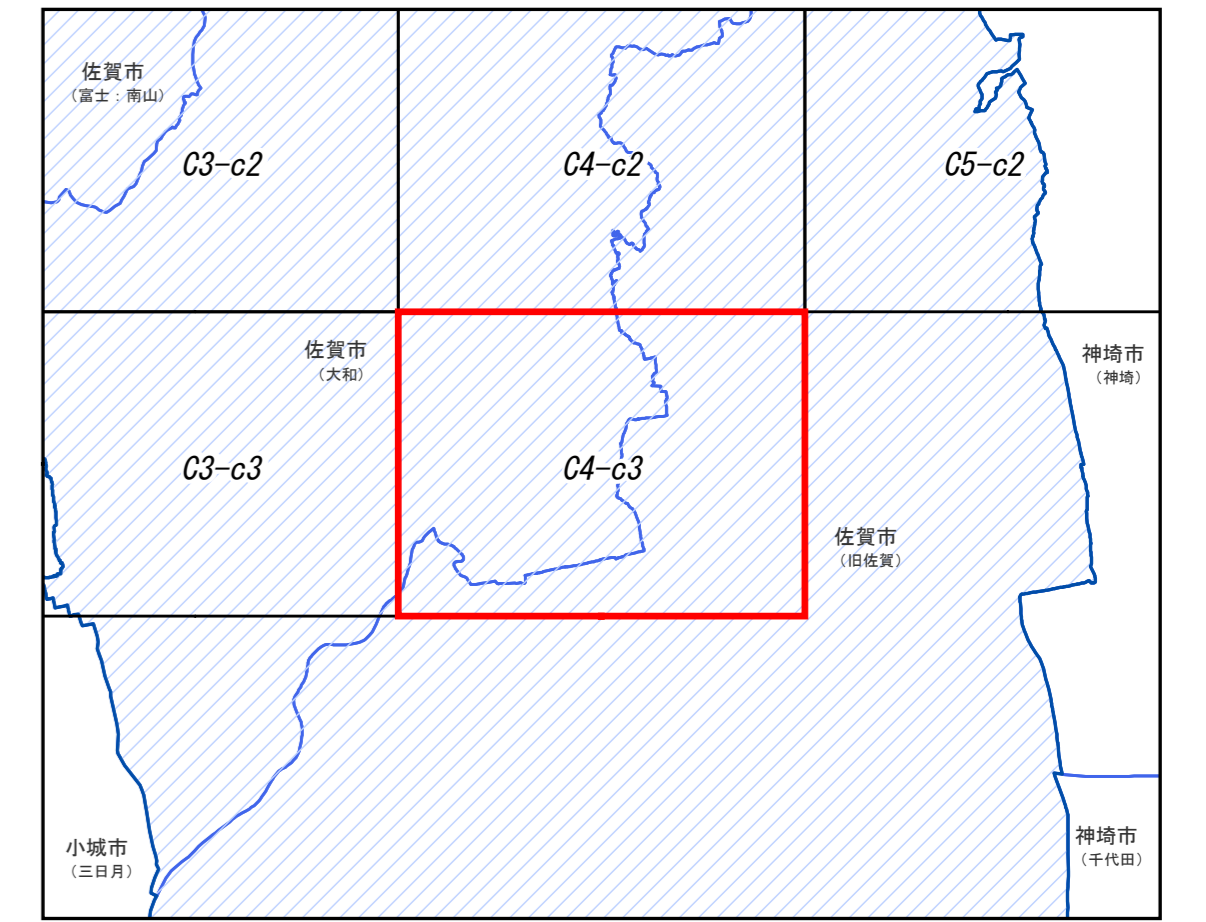 佐賀市
（富士：南山）
C3-c2
C4-c2
C5-c2
佐賀市
（大和）
神埼市
（神埼）
C3-c3
C4-c3
佐賀市
（旧佐賀）
小城市
（三日月）
神埼市
（千代田）